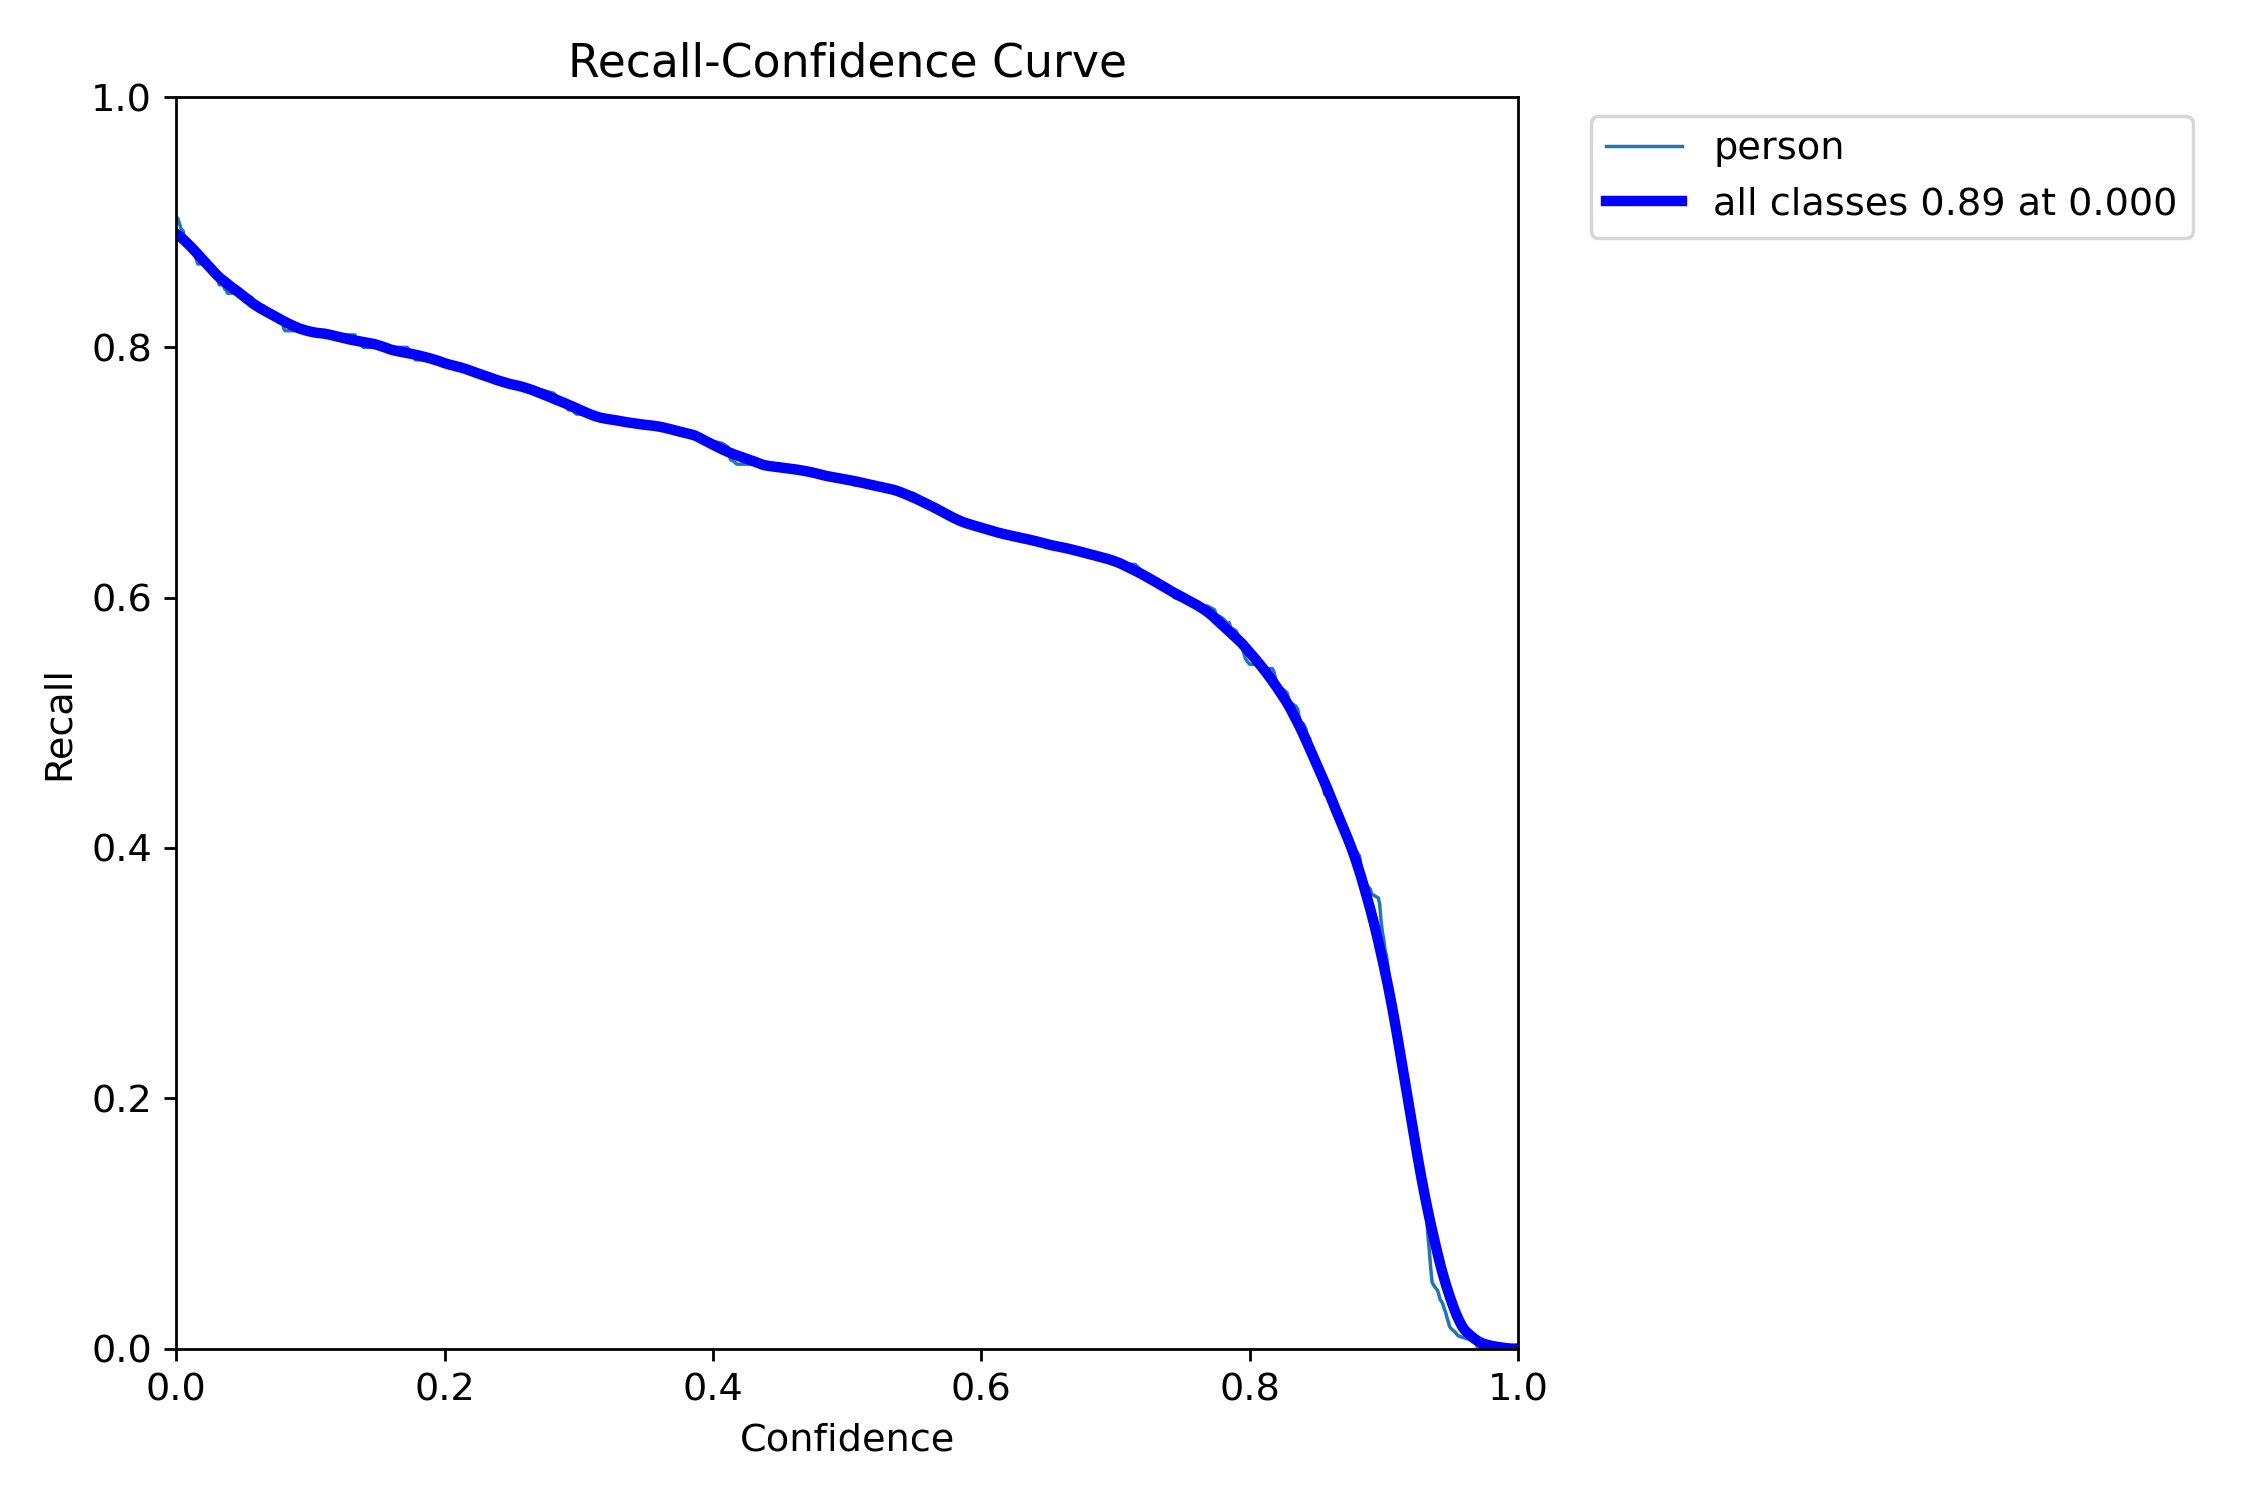 Recall-Confidence Curve
1.0
0.8
0.6
0.4
0.2
0.0
Recall
0.0 0.2 0.4 0.6 0.8 1.0
Confidence
person
all classes 0.89 at 0.000